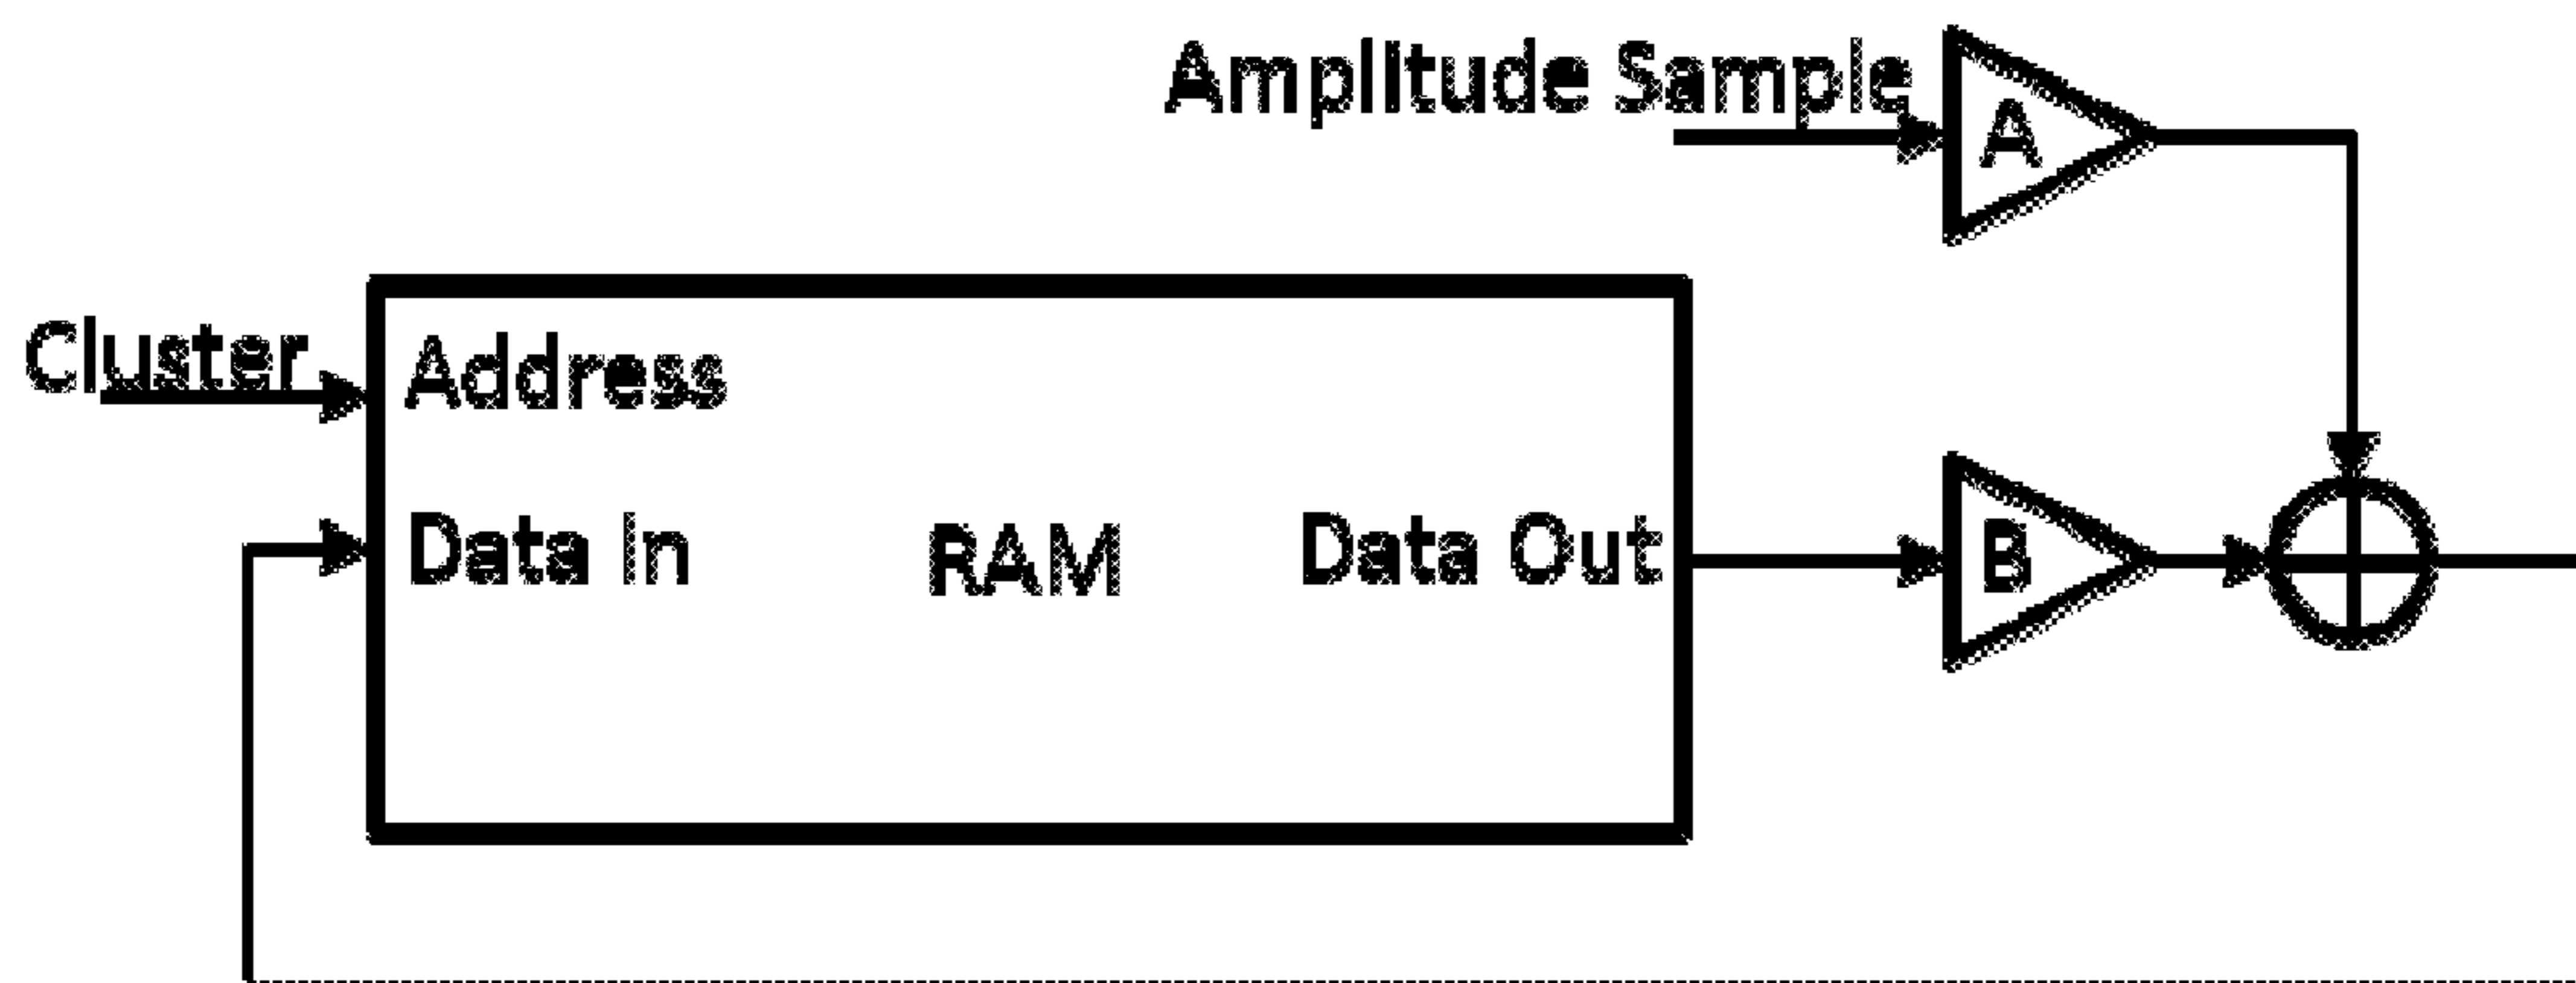 Amplitude Sample
A
Cluster
Address
Data In
RAM
Data Out
B